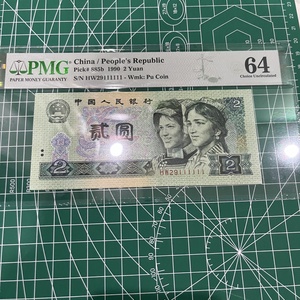 PMG
PAPER MONEY GUARANTY
China / People's Republic
Pick# 885b 1990 2 Yuan
S/N HW29111111 - Wmk: Pu Coin
64
Choice Uncirculated
中国人民银行
2
贰圆
2
2
HW29111111